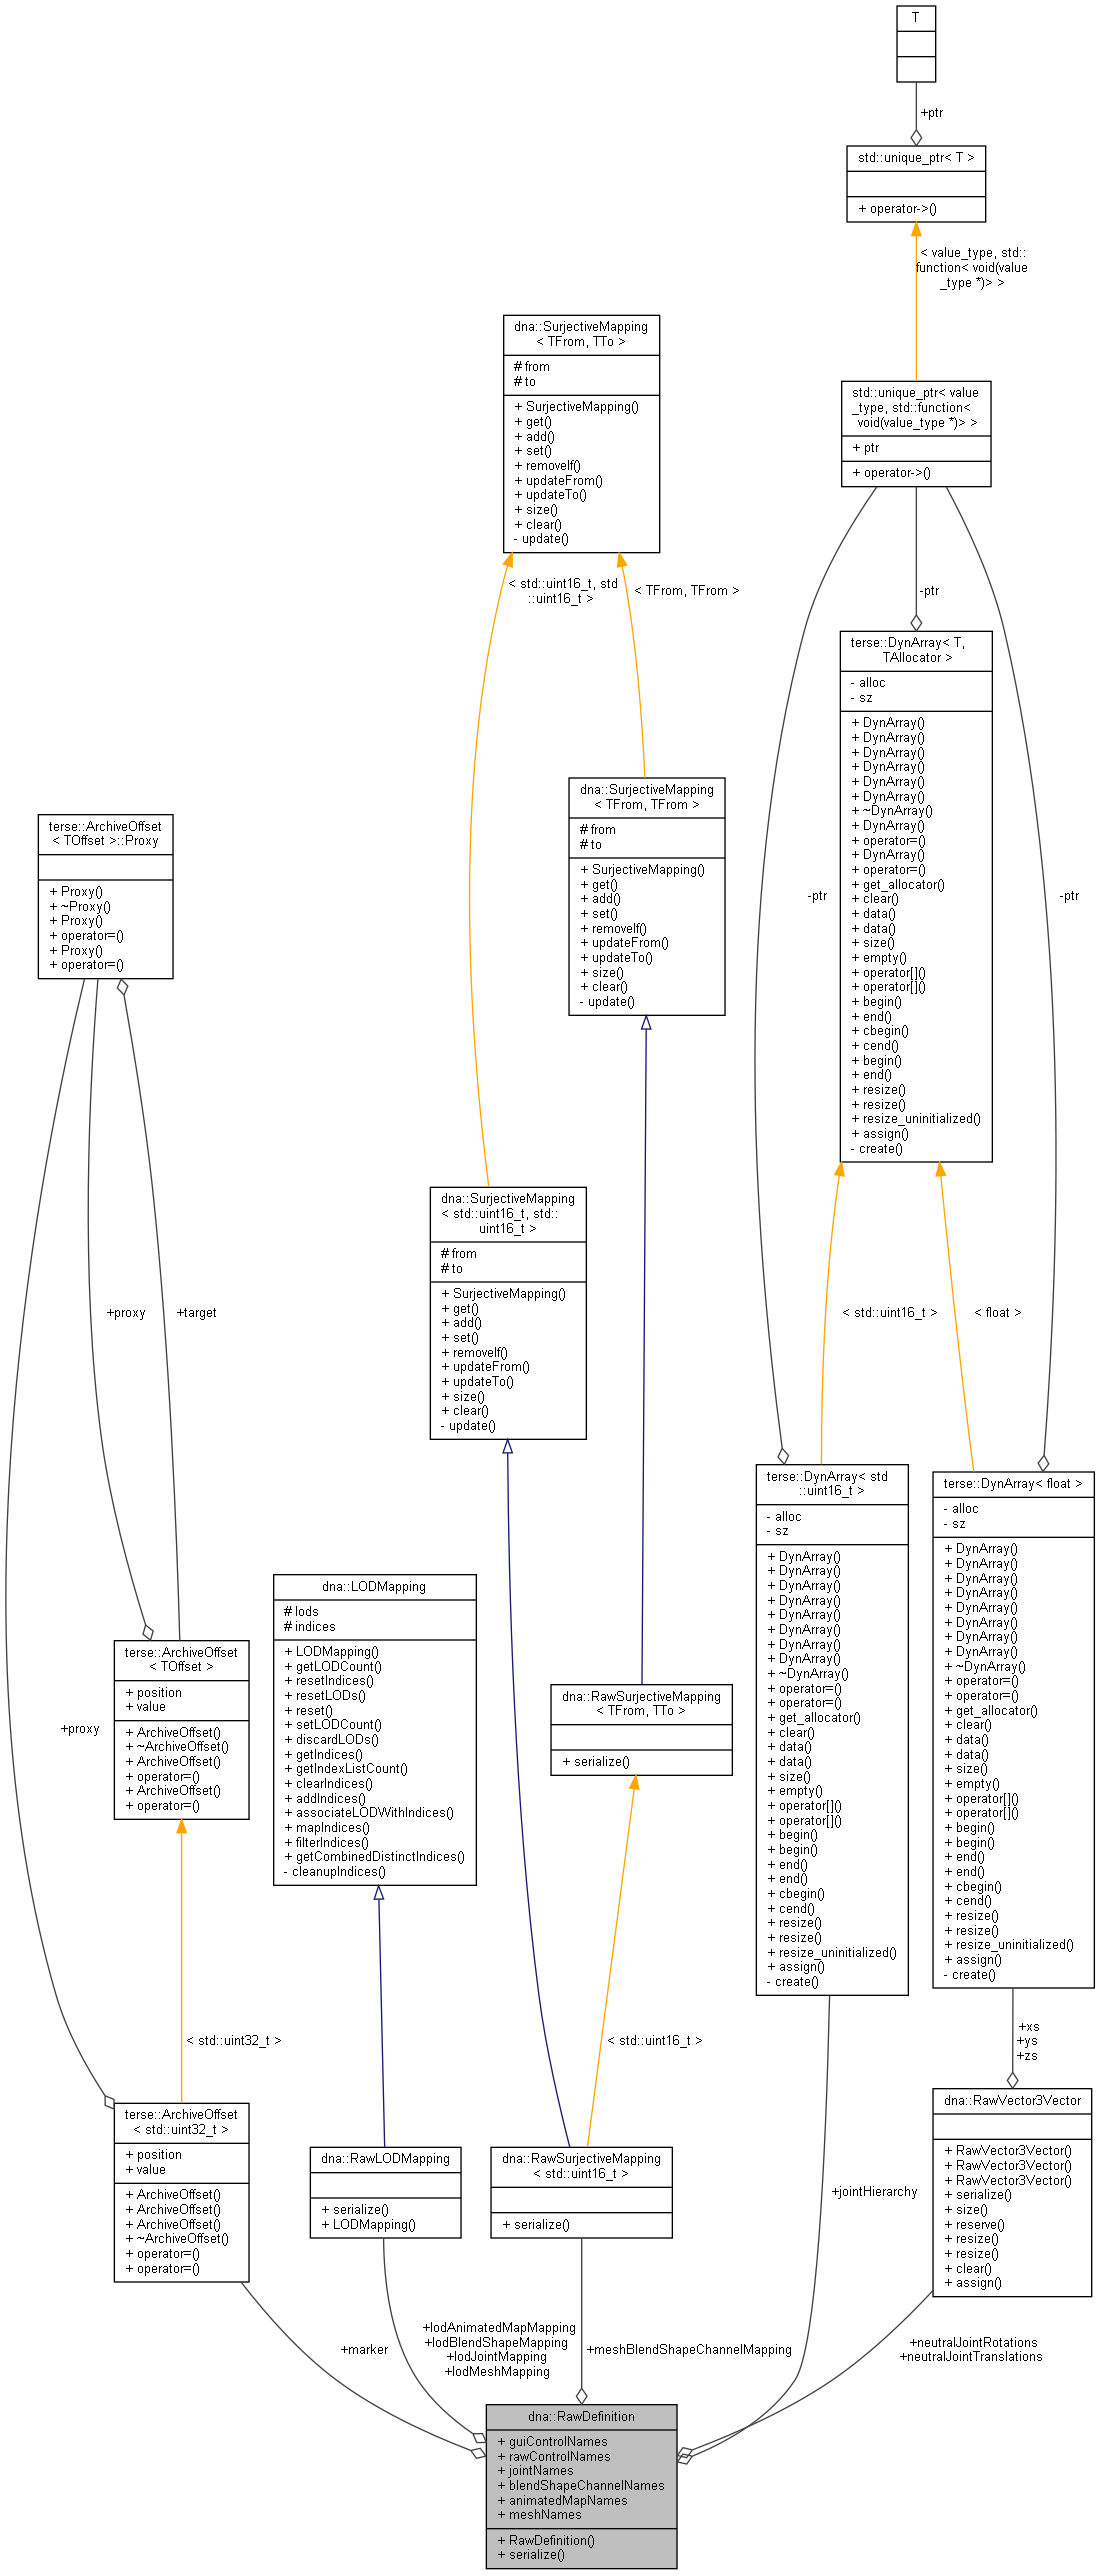 T
+ptr
std::unique_ptr< T >
+ operator->()
< value_type, std::
function< void(value
_type *)> >
std::unique_ptr< value
_type, std::function<
void(value_type *)> >
+ ptr
+ operator->()
dna::SurjectiveMapping
< TFrom, TTo >
# from
# to
+ SurjectiveMapping()
+ get()
+ add()
+ set()
+ removeIf()
+ updateFrom()
+ updateTo()
+ size()
+ clear()
- update()
< std::uint16_t, std
::uint16_t >
< TFrom, TFrom >
-ptr
terse::DynArray< T,
TAllocator >
- alloc
- sz
+ DynArray()
+ DynArray()
+ DynArray()
+ DynArray()
+ DynArray()
+ DynArray()
+ ~DynArray()
+ DynArray()
+ operator=()
+ DynArray()
+ operator=()
+ get_allocator()
+ clear()
+ data()
+ data()
+ size()
+ empty()
+ operator[]()
+ operator[]()
+ begin()
+ end()
+ cbegin()
+ cend()
+ begin()
+ end()
+ resize()
+ resize()
+ resize_uninitialized()
+ assign()
- create()
dna::SurjectiveMapping
< TFrom, TFrom >
# from
# to
+ SurjectiveMapping()
+ get()
+ add()
+ set()
+ removeIf()
+ updateFrom()
+ updateTo()
+ size()
+ clear()
- update()
-ptr
-ptr
terse::ArchiveOffset
< TOffset >::Proxy
+ Proxy()
+ ~Proxy()
+ Proxy()
+ operator=()
+ Proxy()
+ operator=()
dna::SurjectiveMapping
< std::uint16_t, std::
uint16_t >
# from
# to
+ SurjectiveMapping()
+ get()
+ add()
+ set()
+ removeIf()
+ updateFrom()
+ updateTo()
+ size()
+ clear()
- update()
+proxy
+target
< std::uint16_t >
< float >
terse::DynArray< std
::uint16_t >
- alloc
- sz
+ DynArray()
+ DynArray()
+ DynArray()
+ DynArray()
+ DynArray()
+ DynArray()
+ DynArray()
+ DynArray()
+ ~DynArray()
+ operator=()
+ operator=()
+ get_allocator()
+ clear()
+ data()
+ data()
+ size()
+ empty()
+ operator[]()
+ operator[]()
+ begin()
+ begin()
+ end()
+ end()
+ cbegin()
+ cend()
+ resize()
+ resize()
+ resize_uninitialized()
+ assign()
- create()
terse::DynArray< float >
- alloc
- sz
+ DynArray()
+ DynArray()
+ DynArray()
+ DynArray()
+ DynArray()
+ DynArray()
+ DynArray()
+ DynArray()
+ ~DynArray()
+ operator=()
+ operator=()
+ get_allocator()
+ clear()
+ data()
+ data()
+ size()
+ empty()
+ operator[]()
+ operator[]()
+ begin()
+ begin()
+ end()
+ end()
+ cbegin()
+ cend()
+ resize()
+ resize()
+ resize_uninitialized()
+ assign()
- create()
dna::LODMapping
# lods
# indices
+ LODMapping()
+ getLODCount()
+ resetIndices()
+ resetLODs()
+ reset()
+ setLODCount()
+ discardLODs()
+ getIndices()
+ getIndexListCount()
+ clearIndices()
+ addIndices()
+ associateLODWithIndices()
+ mapIndices()
+ filterIndices()
+ getCombinedDistinctIndices()
- cleanupIndices()
terse::ArchiveOffset
< TOffset >
+ position
+ value
+ ArchiveOffset()
+ ~ArchiveOffset()
+ ArchiveOffset()
+ operator=()
+ ArchiveOffset()
+ operator=()
dna::RawSurjectiveMapping
< TFrom, TTo >
+ serialize()
+proxy
< std::uint32_t >
< std::uint16_t >
+xs
+ys
+zs
terse::ArchiveOffset
< std::uint32_t >
+ position
+ value
+ ArchiveOffset()
+ ArchiveOffset()
+ ArchiveOffset()
+ ~ArchiveOffset()
+ operator=()
+ operator=()
dna::RawLODMapping
+ serialize()
+ LODMapping()
dna::RawSurjectiveMapping
< std::uint16_t >
+ serialize()
+jointHierarchy
dna::RawVector3Vector
+ RawVector3Vector()
+ RawVector3Vector()
+ RawVector3Vector()
+ serialize()
+ size()
+ reserve()
+ resize()
+ resize()
+ clear()
+ assign()
+marker
+lodAnimatedMapMapping
+lodBlendShapeMapping
+lodJointMapping
+lodMeshMapping
+meshBlendShapeChannelMapping
+neutralJointRotations
+neutralJointTranslations
dna::RawDefinition
+ guiControlNames
+ rawControlNames
+ jointNames
+ blendShapeChannelNames
+ animatedMapNames
+ meshNames
+ RawDefinition()
+ serialize()